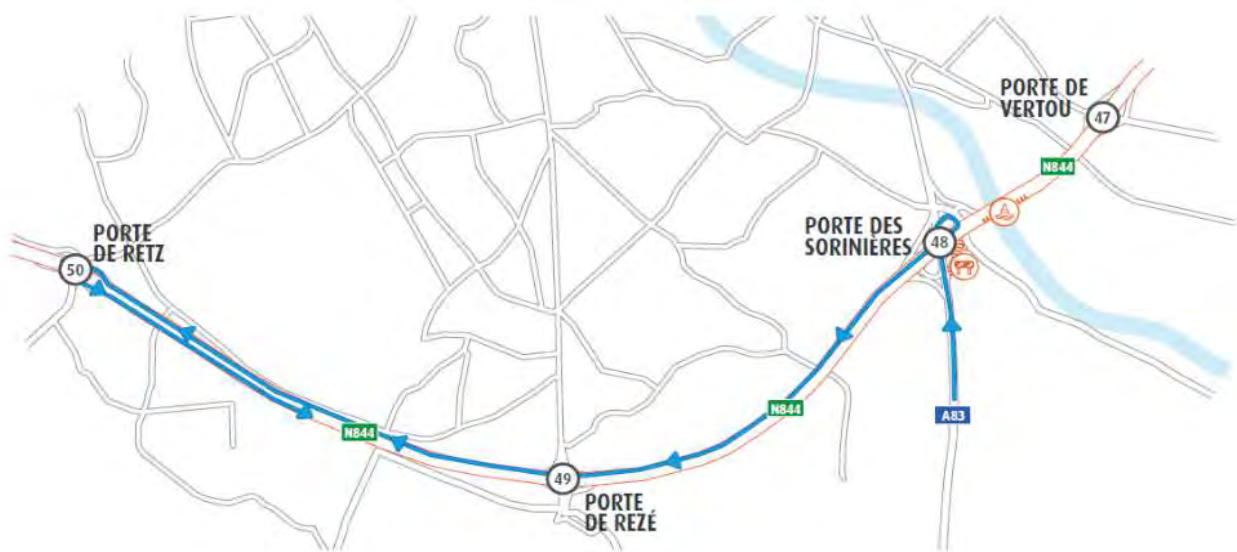 PORTE DE
VERTOU
47
N844
PORTE DES
SORINIÈRES
48
PORTE
DE RETZ
50
N844
A83
N844
49
PORTE
DE REZÉ